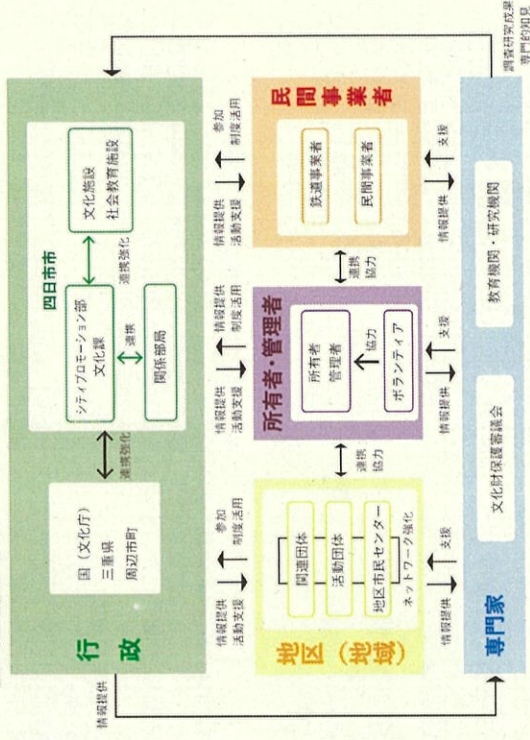 情報提供
行政
国（文化庁）
三重県
周辺市町
連携強化
四日市市
シティプロモーション部
文化課
連携
関係部局
連携強化
文化施設
社会教育施設
情報提供
活動支援
参加
制度活用
情報提供
活動支援
情報提供
制度活用
情報提供
活動支援
参加
制度活用
地区（地域）
関連団体
活動団体
地区市民センター
ネットワーク強化
連携
協力
所有者・管理者
所有者
管理者
協力
ボランティア
連携
協力
民間事業者
鉄道事業者
民間事業者
情報提供
支援
情報提供
支援
情報提供
支援
専門家
文化財保護審議会
教育機関・研究機関
調査研究成果
専門的知見